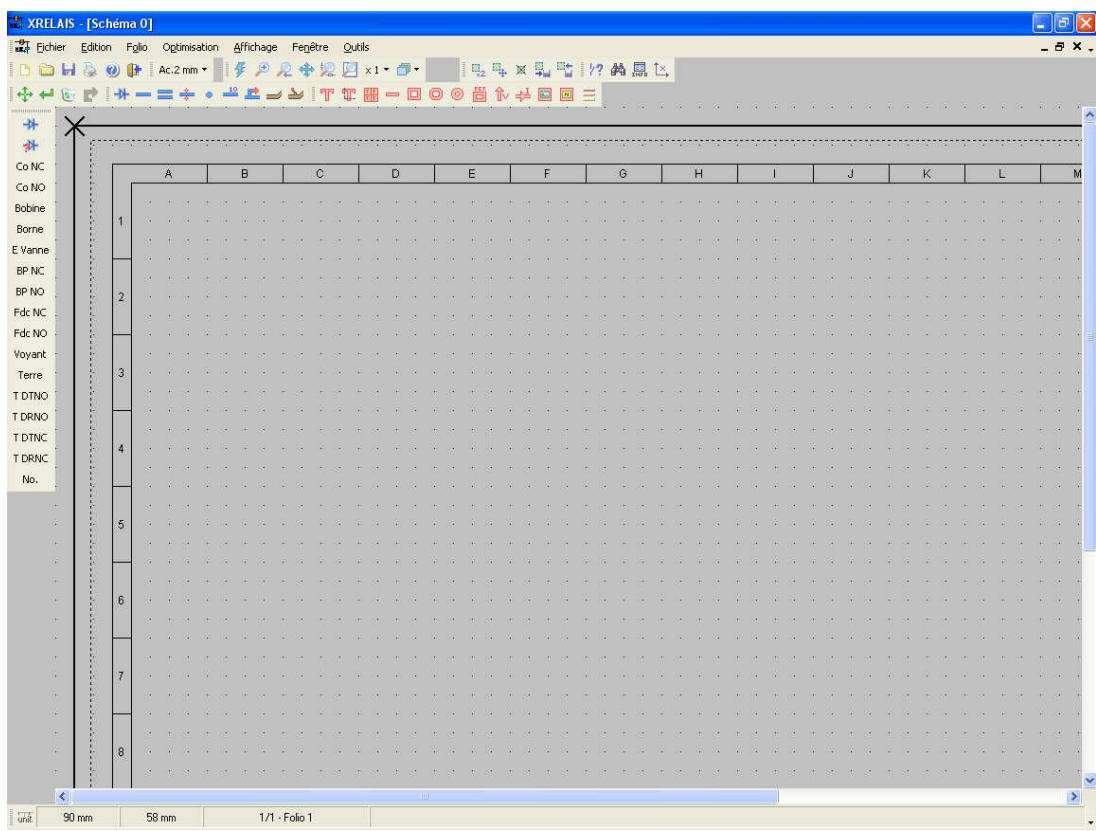 XRELAIS - [Schéma 0]
Fichier Edition Folio Optimisation Affichage Fenêtre Outils
Ac.2 mm x 1
Co NC
Co NO
Bobine
Borne
E Vanne
BP NC
BP NO
Fdc NC
Fdc NO
Voyant
Terre
T DTNO
T DRNO
T DTNC
T DRNC
No.
A B C D E F G H I J K L M
1
2
3
4
5
6
7
8
unit. 90 mm 58 mm 1/1 - Folio 1